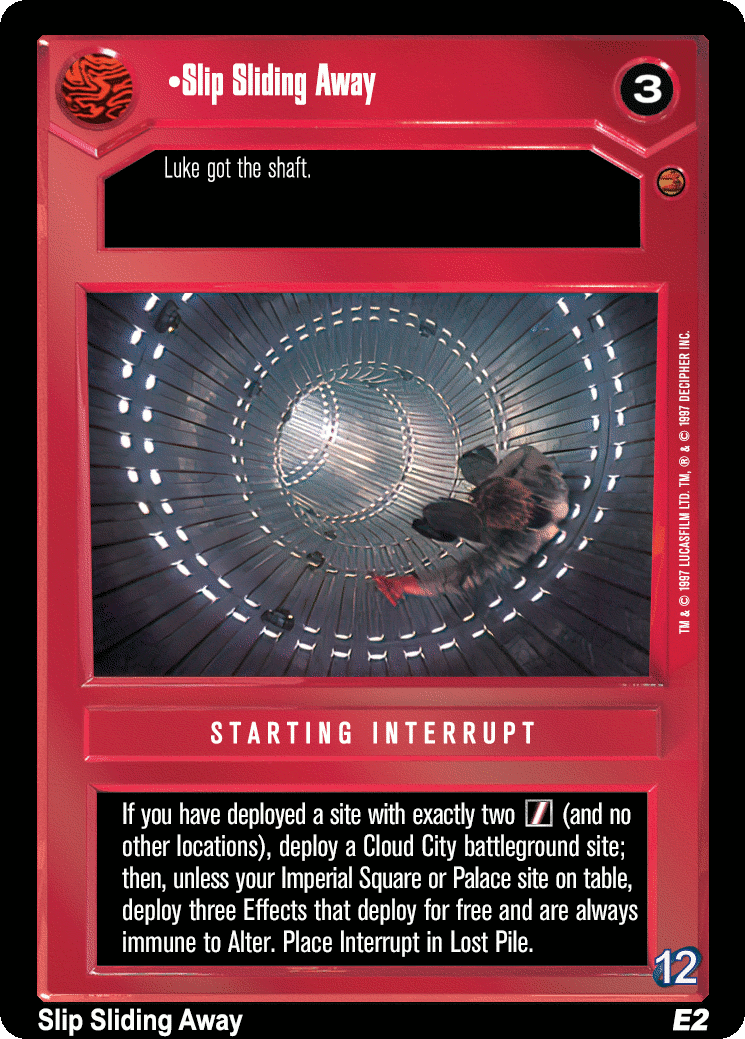 •Slip Sliding Away
3
Luke got the shaft.
TM & © 1997 LUCASFILM LTD. TM, ® & © 1997 DECIPHER INC.
STARTING INTERRUPT
If you have deployed a site with exactly two (and no
other locations), deploy a Cloud City battleground site;
then, unless your Imperial Square or Palace site on table,
deploy three Effects that deploy for free and are always
immune to Alter. Place Interrupt in Lost Pile.
12
Slip Sliding Away
E2